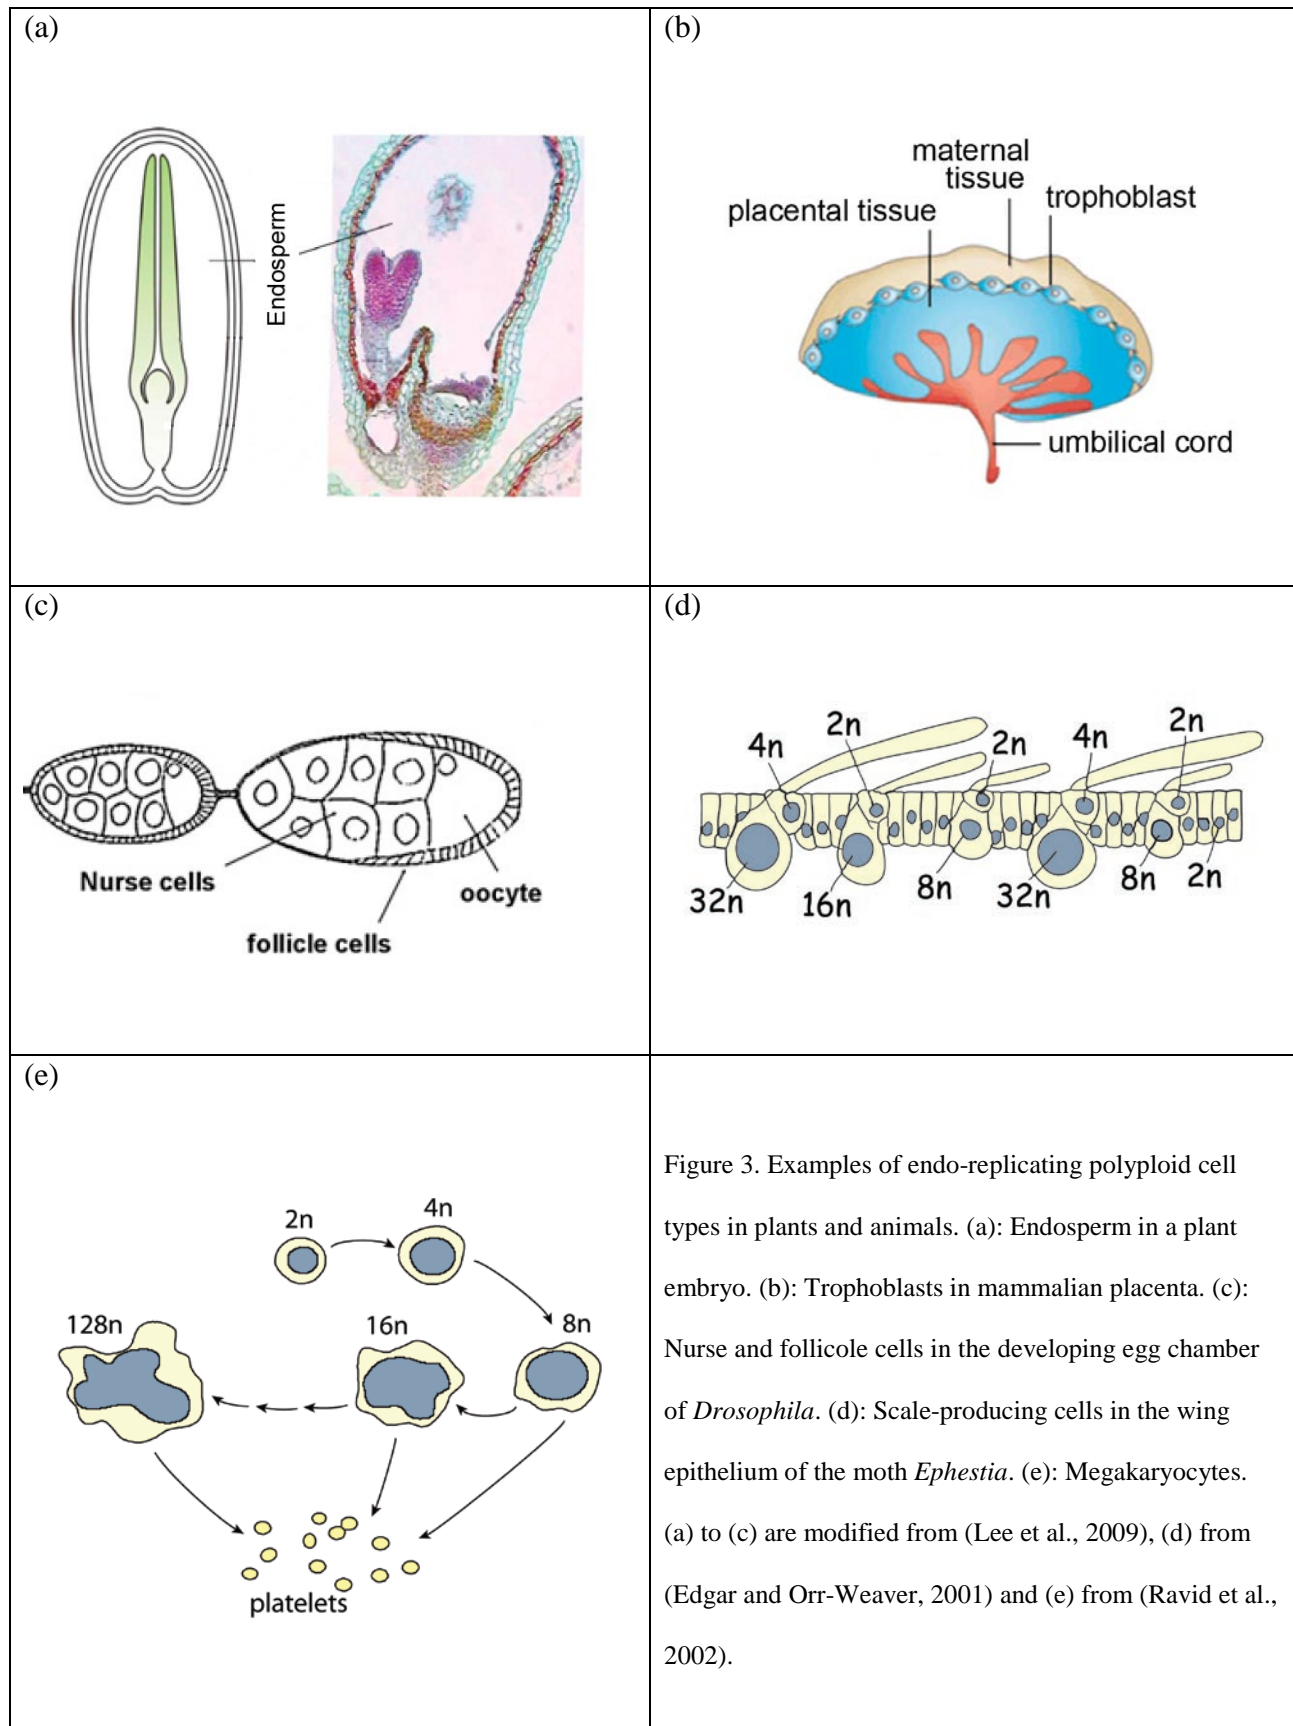 (a)
Endosperm
(b)
maternal
tissue
placental tissue
trophoblast
umbilical cord
(c)
Nurse cells
oocyte
follicle cells
(d)
4n
2n
2n
4n
2n
32n
16n
8n
32n
8n
2n
(e)
2n
4n
128n
16n
8n
platelets
Figure 3. Examples of endo-replicating polyploid cell
types in plants and animals. (a): Endosperm in a plant
embryo. (b): Trophoblasts in mammalian placenta. (c):
Nurse and follicole cells in the developing egg chamber
of Drosophila. (d): Scale-producing cells in the wing
epithelium of the moth Ephestia. (e): Megakaryocytes.
(a) to (c) are modified from (Lee et al., 2009), (d) from
(Edgar and Orr-Weaver, 2001) and (e) from (Ravid et al.,
2002).